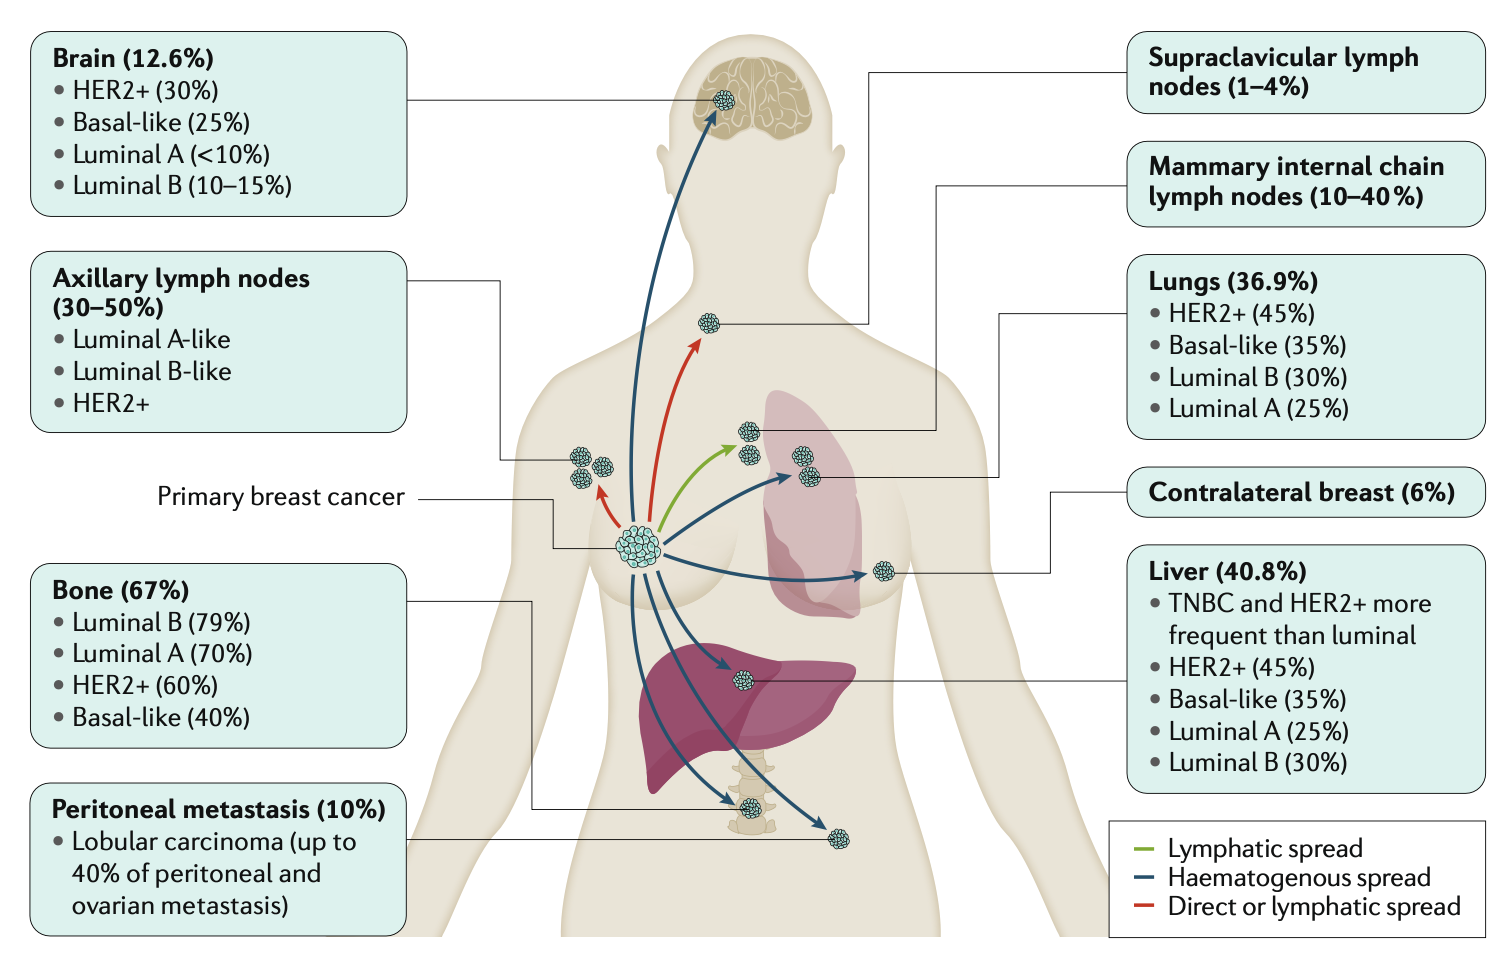 Brain (12.6%)
• HER2+ (30%)
• Basal-like (25%)
• Luminal A (<10%)
• Luminal B (10–15%)
Axillary lymph nodes
(30–50%)
• Luminal A-like
• Luminal B-like
• HER2+
Primary breast cancer
Bone (67%)
• Luminal B (79%)
• Luminal A (70%)
• HER2+ (60%)
• Basal-like (40%)
Peritoneal metastasis (10%)
• Lobular carcinoma (up to
40% of peritoneal and
ovarian metastasis)
Supraclavicular lymph
nodes (1–4%)
Mammary internal chain
lymph nodes (10–40%)
Lungs (36.9%)
• HER2+ (45%)
• Basal-like (35%)
• Luminal B (30%)
• Luminal A (25%)
Contralateral breast (6%)
Liver (40.8%)
• TNBC and HER2+ more
frequent than luminal
• HER2+ (45%)
• Basal-like (35%)
• Luminal A (25%)
• Luminal B (30%)
Lymphatic spread
Haematogenous spread
Direct or lymphatic spread